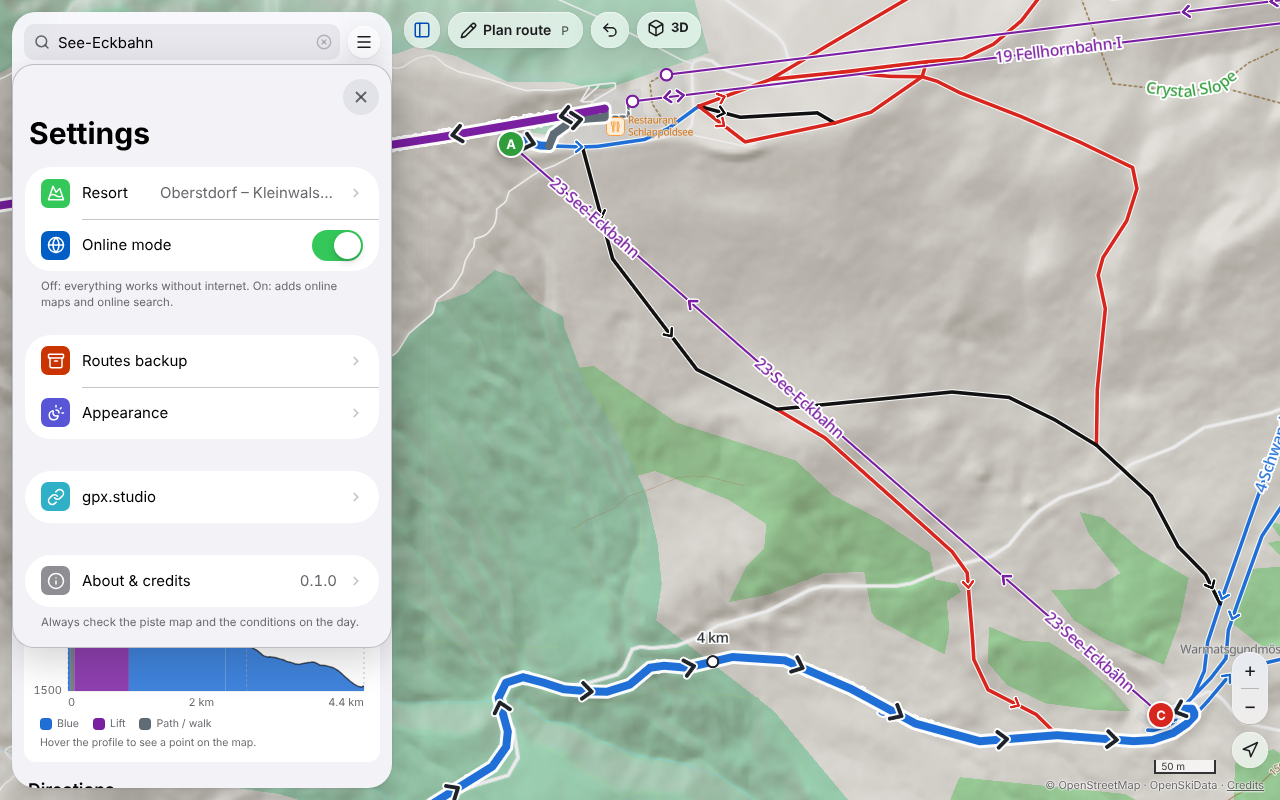 See-Eckbahn
Plan route P
3D
Settings
Resort Oberstdorf – Kleinwals...
Online mode
Off: everything works without internet. On: adds online
maps and online search.
Routes backup
Appearance
gpx.studio
About & credits 0.1.0
Always check the piste map and the conditions on the day.
1500
0 2 km 4.4 km
Blue Lift Path / walk
Hover the profile to see a point on the map.
Directions
19 Fellhornbahn-I
Crystal Slope
Restaurant
Schlappoldsee
A
23·See-Eckbahn
23·See-Eckbahn
23·See-Eckbahn
4 km
Warmatsgundmös
C
+
−
50 m
© OpenStreetMap · OpenSkiData · Credits